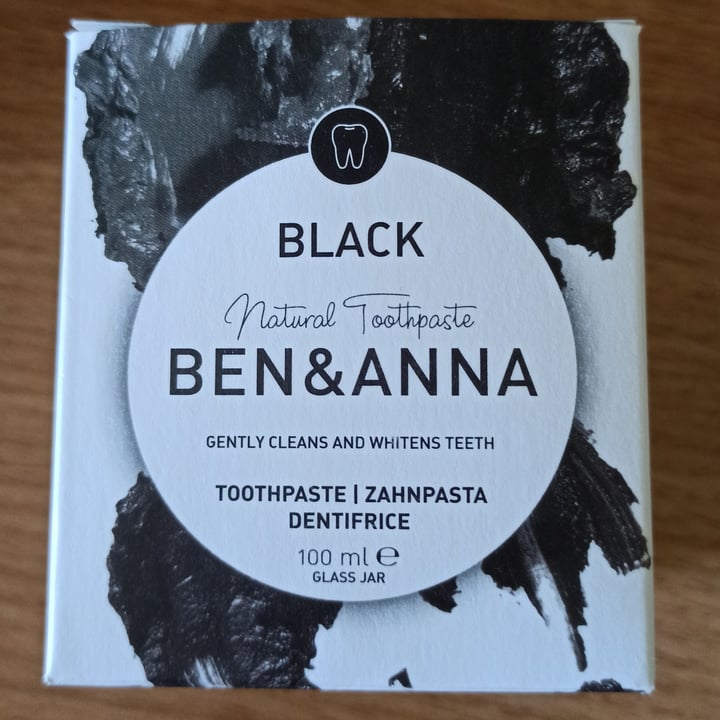 BLACK
Natural Toothpaste
BEN&ANNA
GENTLY CLEANS AND WHITENS TEETH
TOOTHPASTE | ZAHNPASTA
DENTIFRICE
100 ml ℮
GLASS JAR